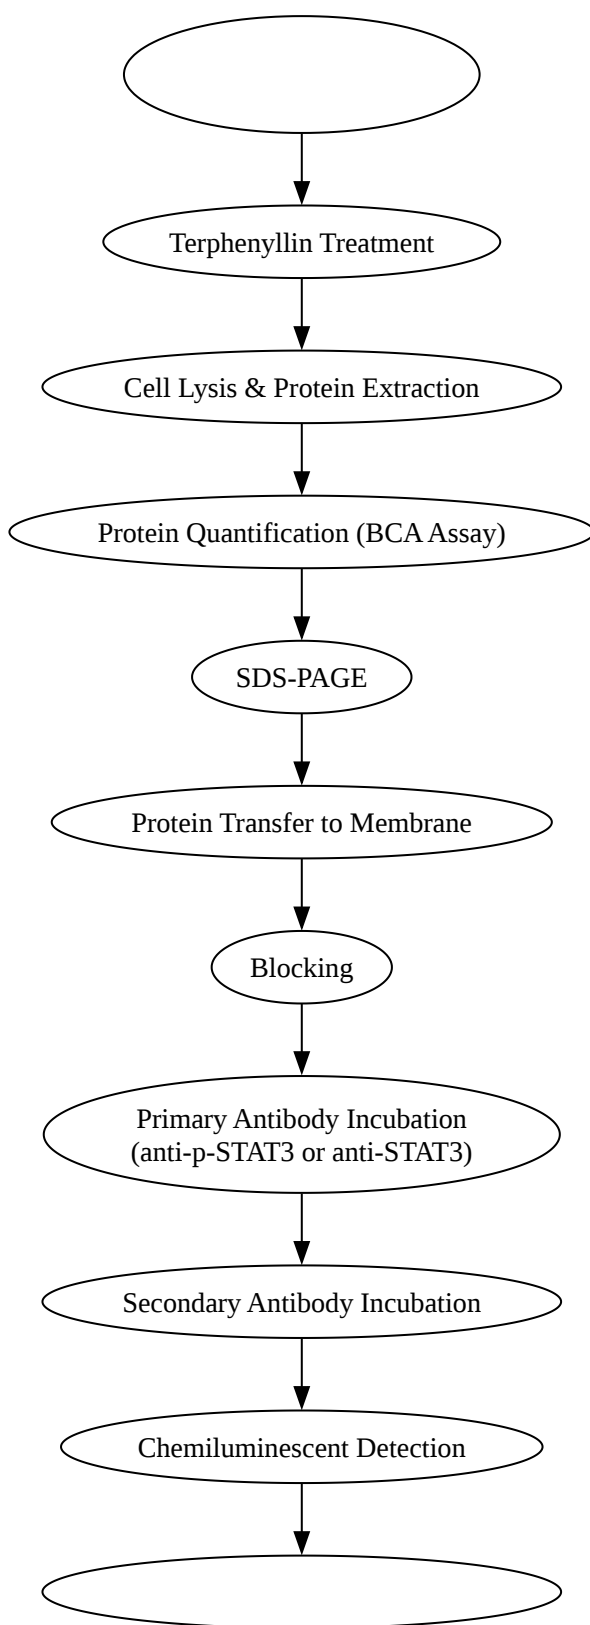 Terphenyllin Treatment
Cell Lysis & Protein Extraction
Protein Quantification (BCA Assay)
SDS-PAGE
Protein Transfer to Membrane
Blocking
Primary Antibody Incubation
(anti-p-STAT3 or anti-STAT3)
Secondary Antibody Incubation
Chemiluminescent Detection